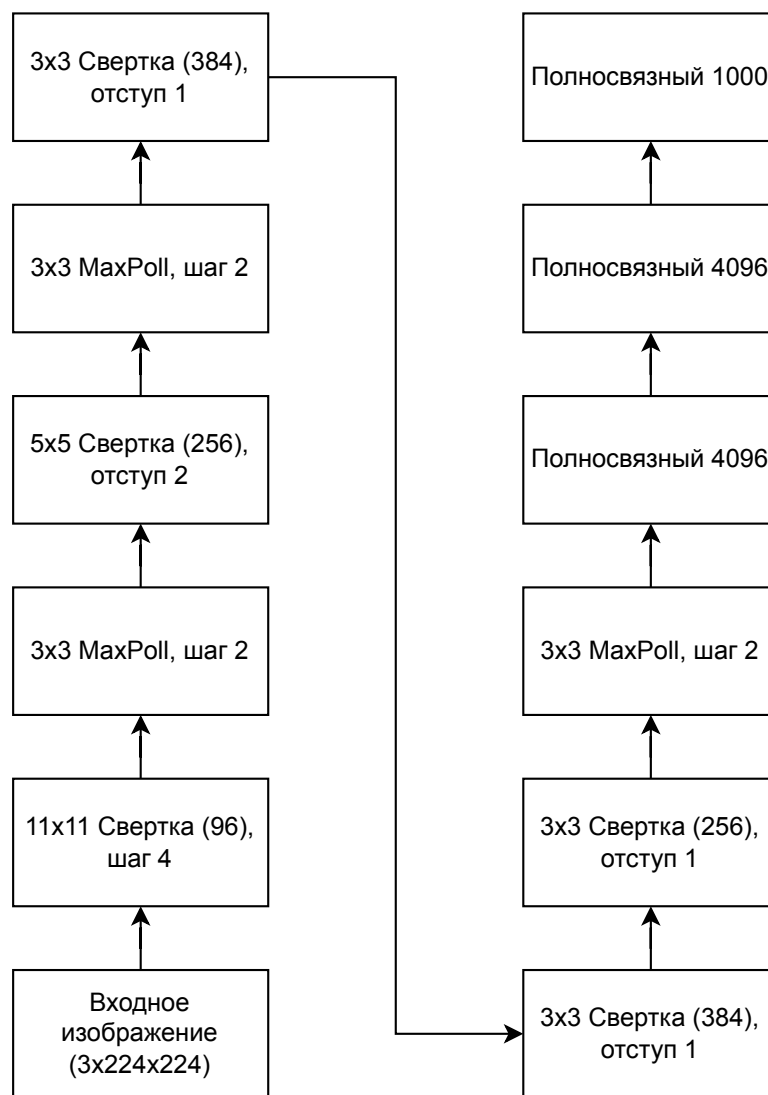 3x3 Свертка (384),
отступ 1
3x3 MaxPoll, шаг 2
5x5 Свертка (256),
отступ 2
3x3 MaxPoll, шаг 2
11x11 Свертка (96),
шаг 4
Входное
изображение
(3x224x224)
Полносвязный 1000
Полносвязный 4096
Полносвязный 4096
3x3 MaxPoll, шаг 2
3x3 Свертка (256),
отступ 1
3x3 Свертка (384),
отступ 1